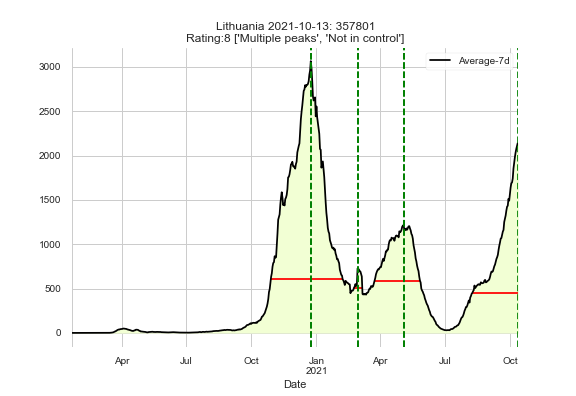 Lithuania 2021-10-13: 357801
Rating:8 ['Multiple peaks', 'Not in control']
Average-7d
3000
2500
2000
1500
1000
500
0
Apr Jul Oct Jan Apr Jul Oct
2021
Date